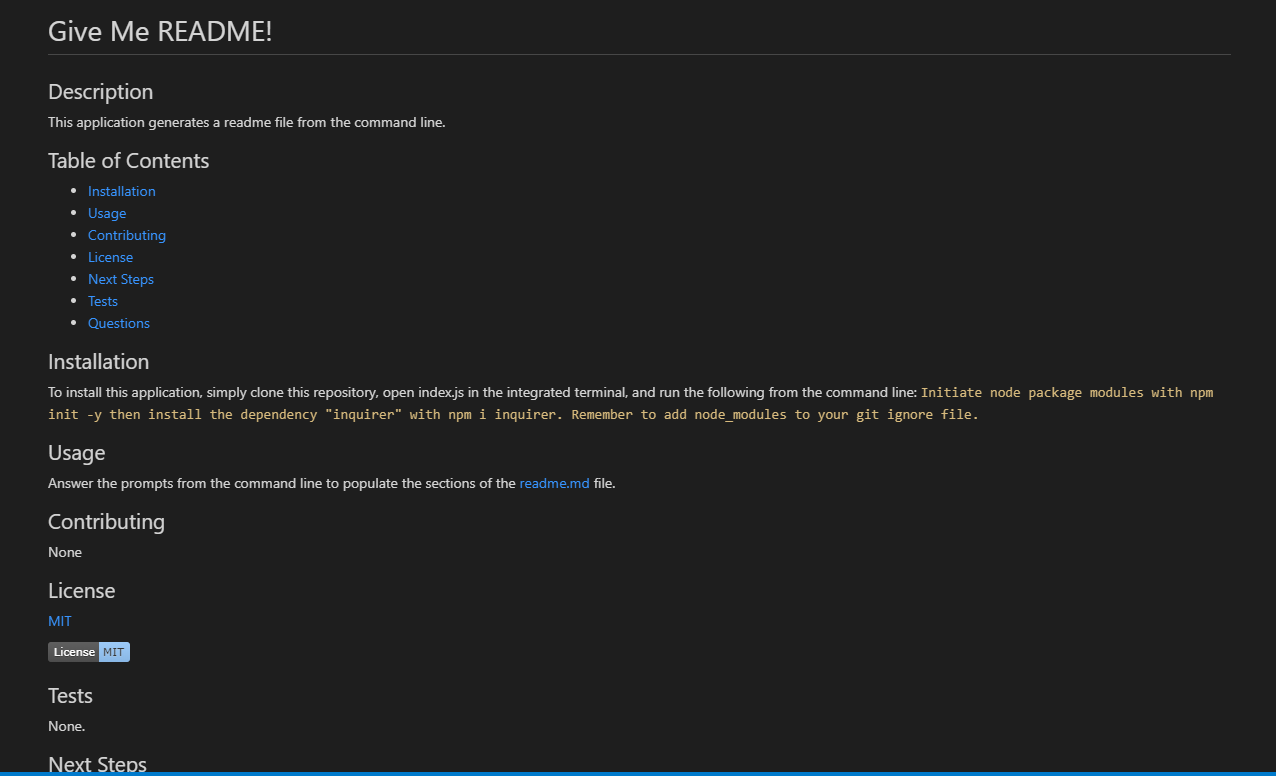 Give Me README!
Description
This application generates a readme file from the command line.
Table of Contents
Installation
Usage
Contributing
License
Next Steps
Tests
Questions
Installation
To install this application, simply clone this repository, open index.js in the integrated terminal, and run the following from the command line: Initiate node package modules with npm
init -y then install the dependency "inquirer" with npm i inquirer. Remember to add node_modules to your git ignore file.
Usage
Answer the prompts from the command line to populate the sections of the readme.md file.
Contributing
None
License
MIT
License MIT
Tests
None.
Next Steps